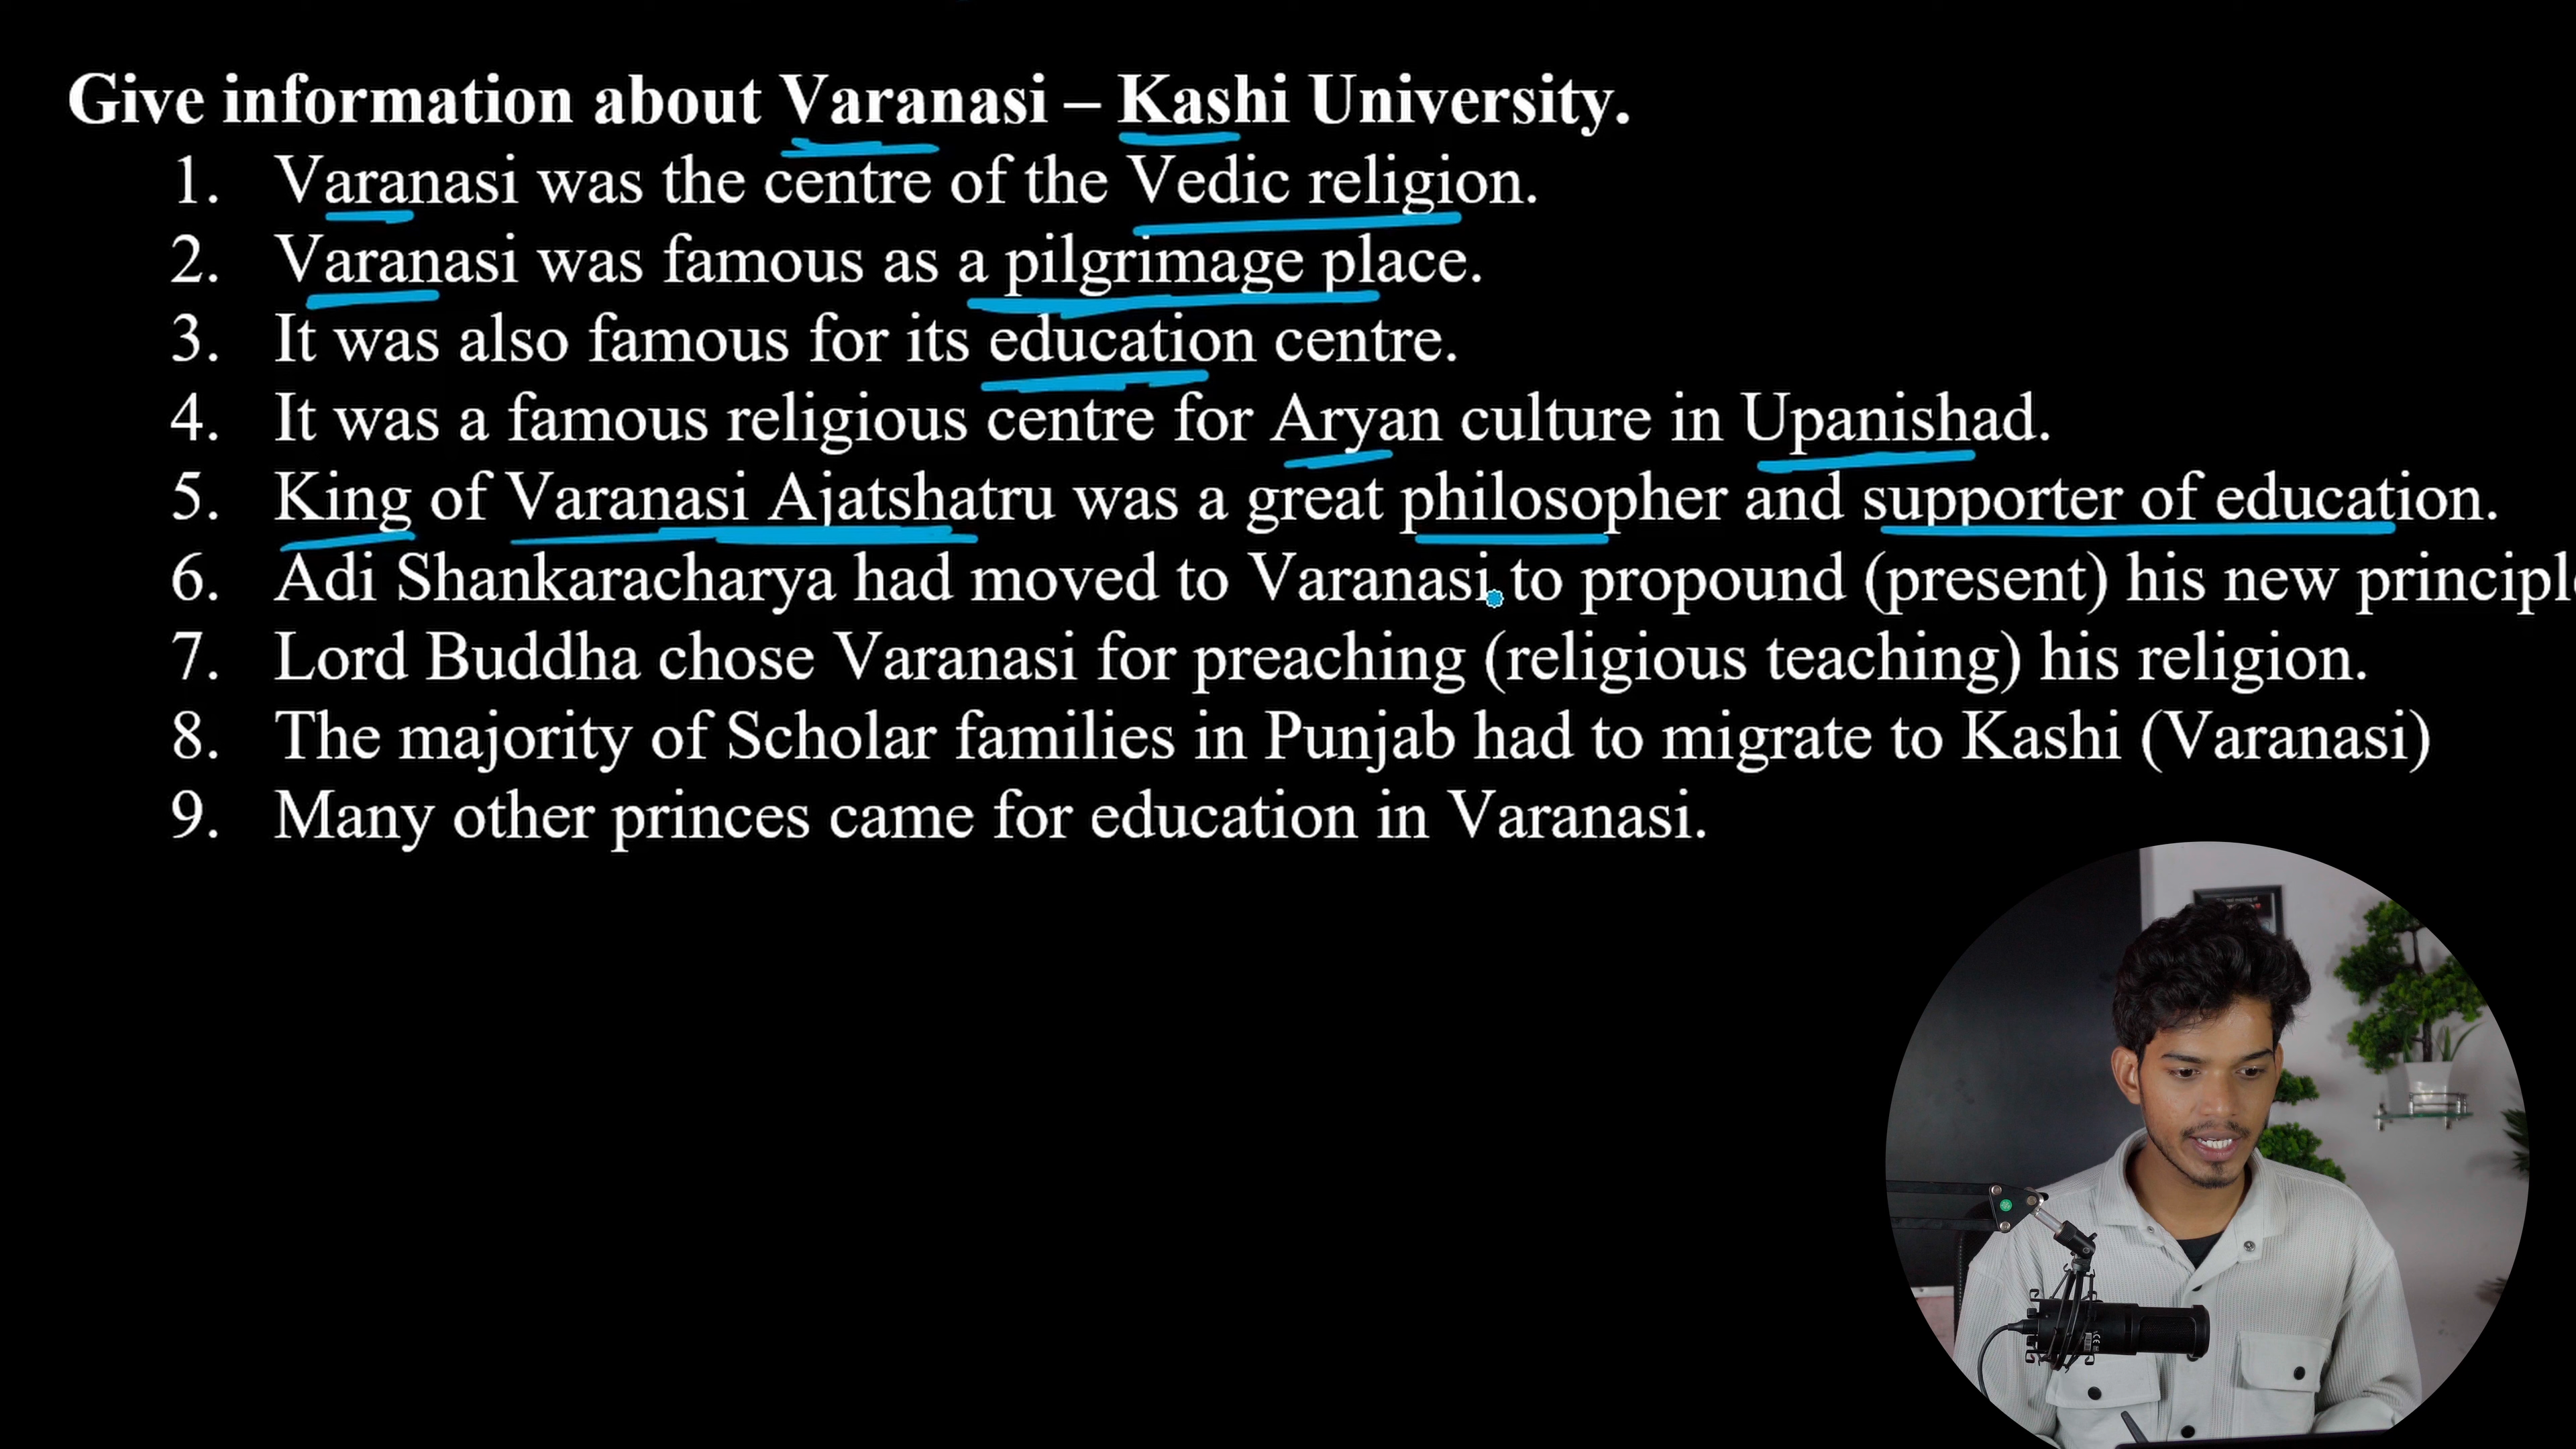 Give information about Varanasi – Kashi University.
1. Varanasi was the centre of the Vedic religion.
2. Varanasi was famous as a pilgrimage place.
3. It was also famous for its education centre.
4. It was a famous religious centre for Aryan culture in Upanishad.
5. King of Varanasi Ajatshatru was a great philosopher and supporter of education.
6. Adi Shankaracharya had moved to Varanasi to propound (present) his new
7. Lord Buddha chose Varanasi for preaching (religious teaching) his religion.
8. The majority of Scholar families in Punjab had to migrate to Kashi (Varanasi)
9. Many other princes came for education in Varanasi.